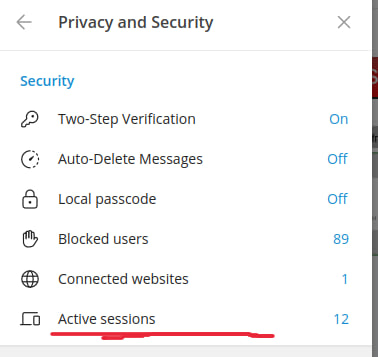 Privacy and Security
Security
Two-Step Verification On
Auto-Delete Messages Off
Local passcode Off
Blocked users 89
Connected websites 1
Active sessions 12